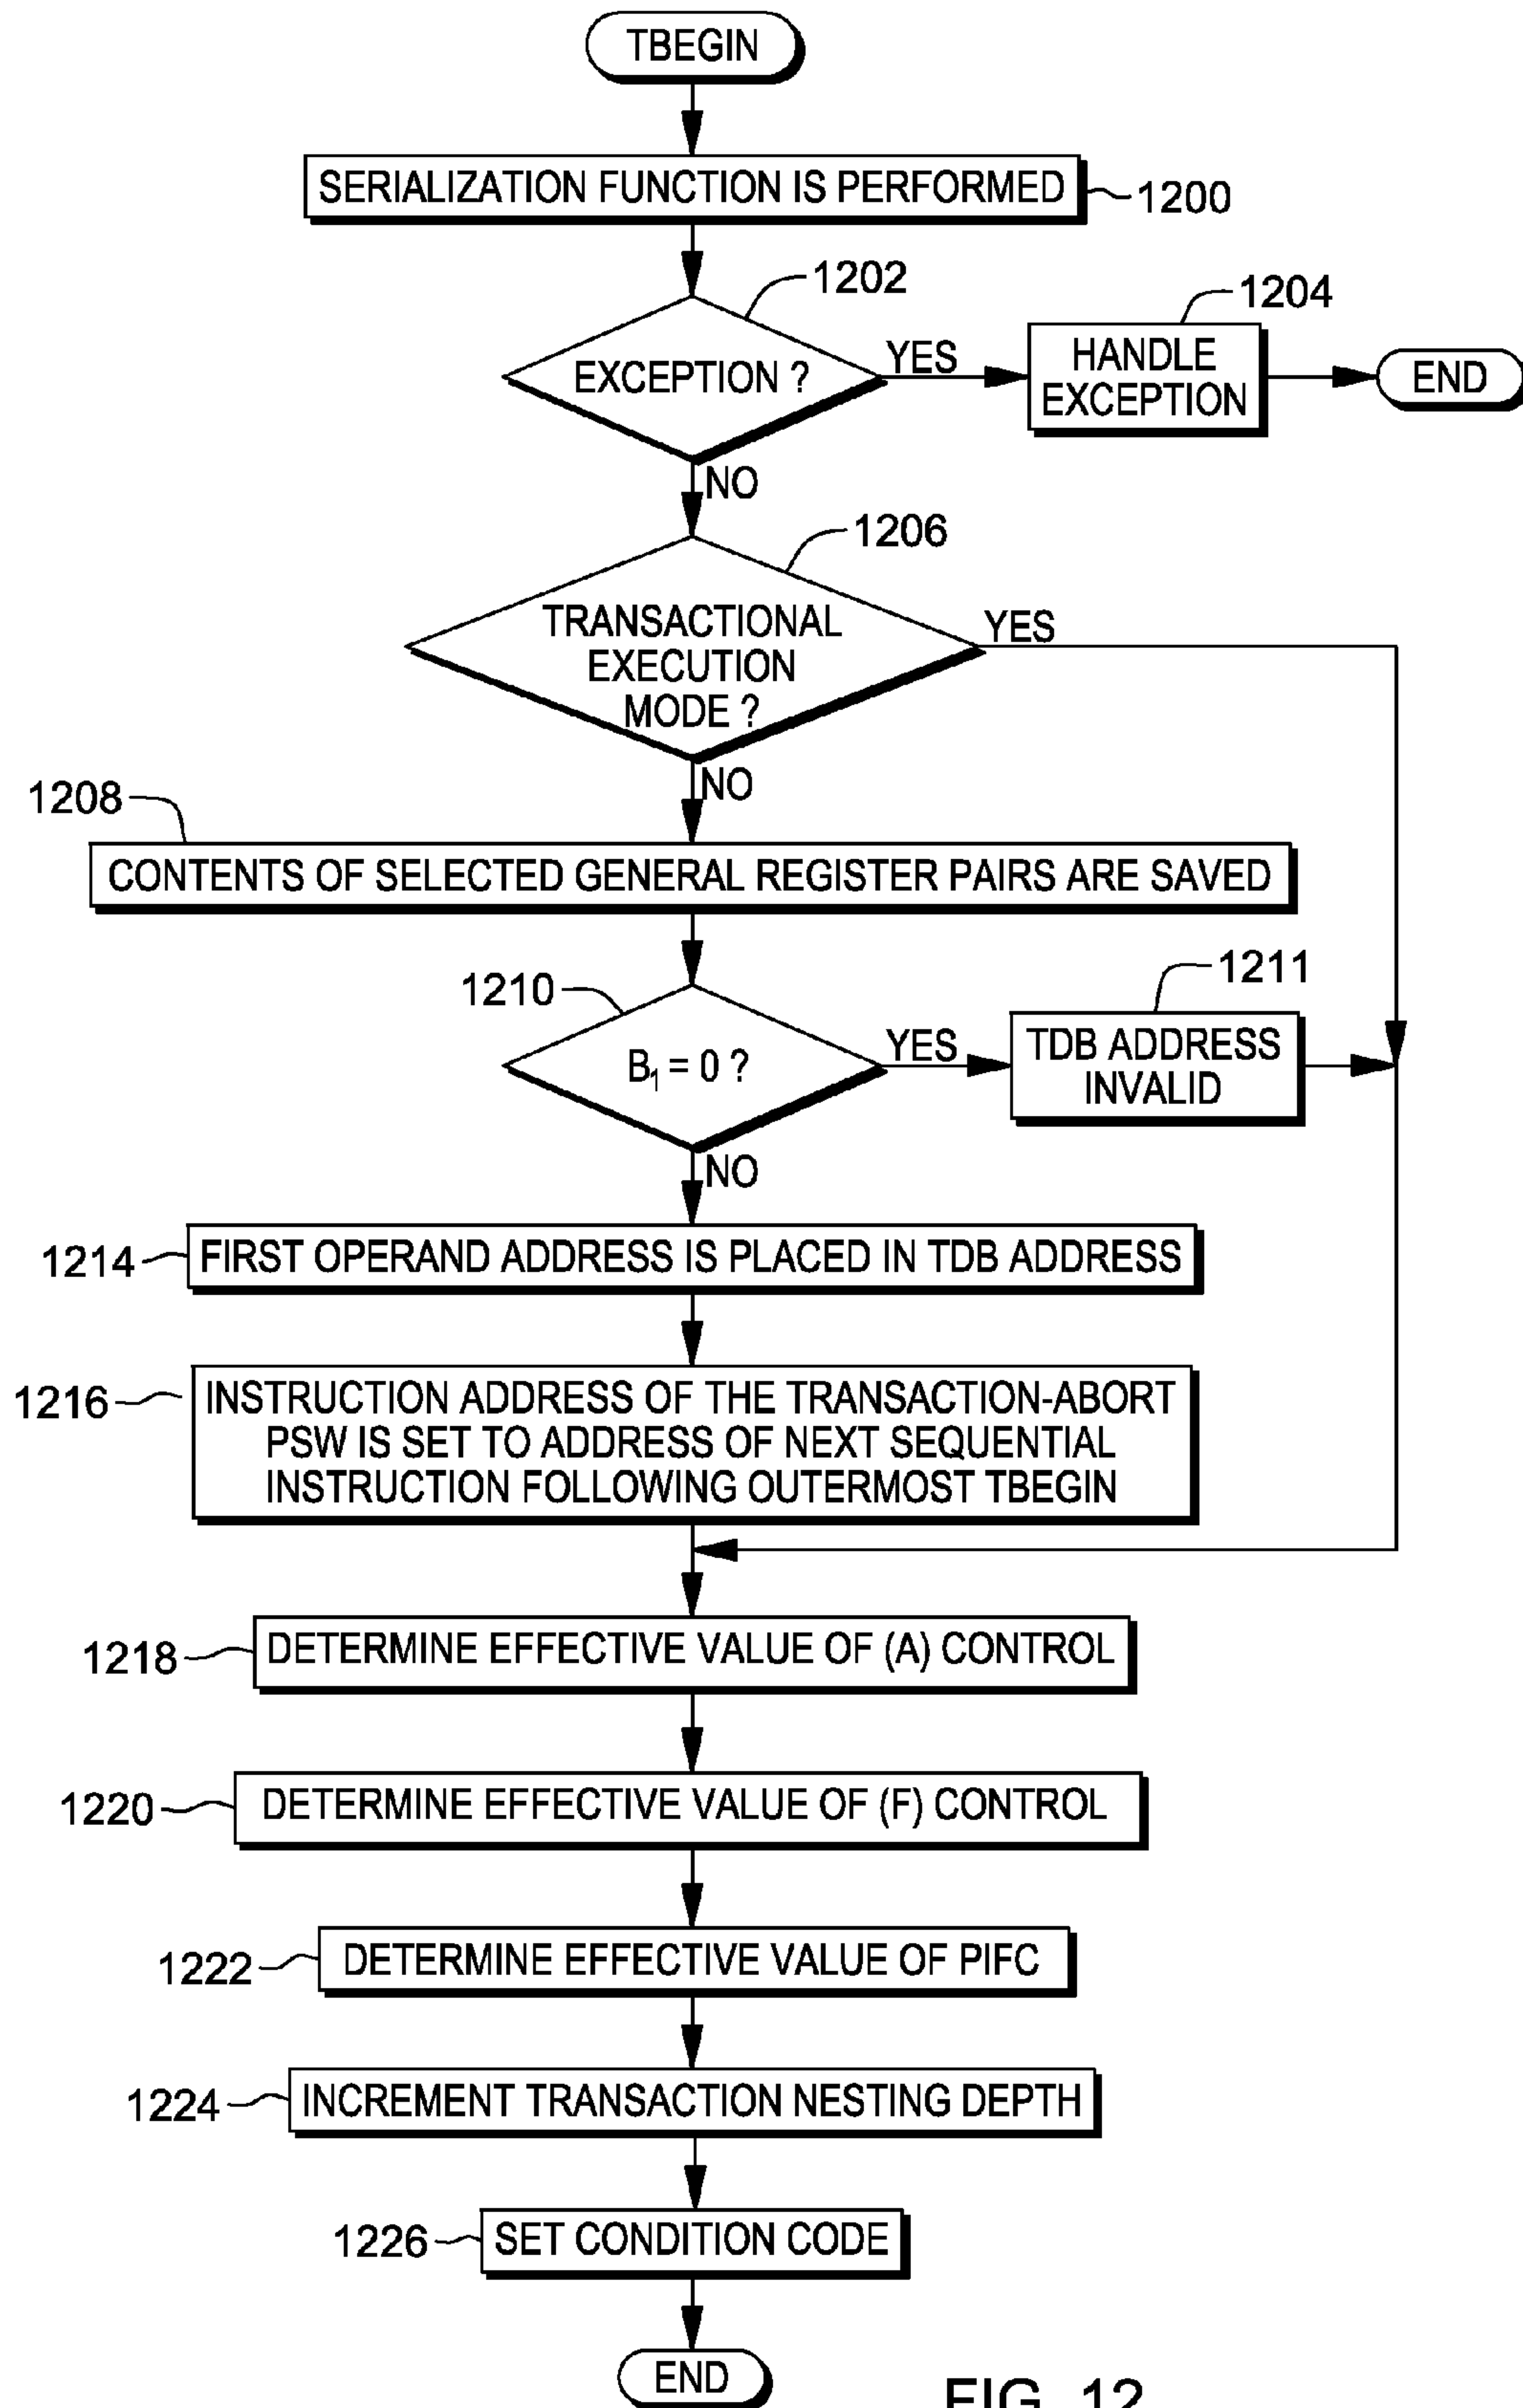 TBEGIN
SERIALIZATION FUNCTION IS PERFORMED
1200
1202
EXCEPTION ?
YES
1204
HANDLE
EXCEPTION
END
NO
1206
TRANSACTIONAL
EXECUTION
MODE ?
YES
NO
1208
CONTENTS OF SELECTED GENERAL REGISTER PAIRS ARE SAVED
1210
B₁ = 0 ?
YES
1211
TDB ADDRESS
INVALID
NO
1214
FIRST OPERAND ADDRESS IS PLACED IN TDB ADDRESS
1216
INSTRUCTION ADDRESS OF THE TRANSACTION-ABORT
PSW IS SET TO ADDRESS OF NEXT SEQUENTIAL
INSTRUCTION FOLLOWING OUTERMOST TBEGIN
1218
DETERMINE EFFECTIVE VALUE OF (A) CONTROL
1220
DETERMINE EFFECTIVE VALUE OF (F) CONTROL
1222
DETERMINE EFFECTIVE VALUE OF PIFC
1224
INCREMENT TRANSACTION NESTING DEPTH
1226
SET CONDITION CODE
END
FIG. 12